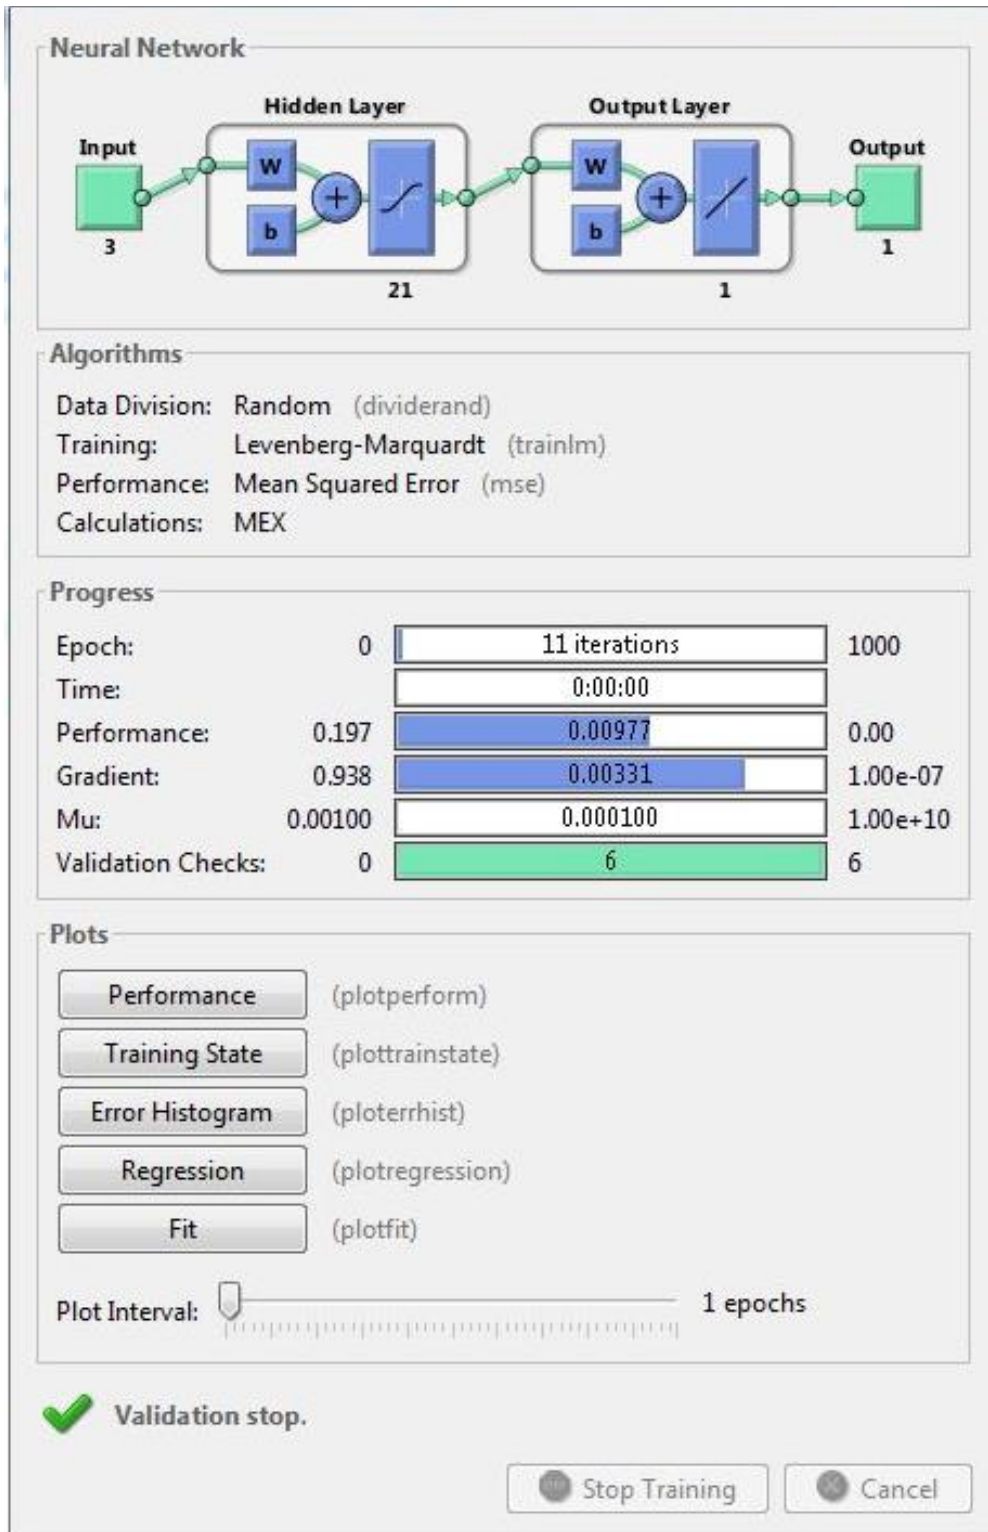 Neural Network
Hidden Layer
Output Layer
Input
Output
W
b
+
W
b
+
3
21
1
1
Algorithms
Data Division: Random (dividerand)
Training: Levenberg-Marquardt (trainlm)
Performance: Mean Squared Error (mse)
Calculations: MEX
Progress
Epoch: 0 11 iterations 1000
Time: 0:00:00
Performance: 0.197 0.00977 0.00
Gradient: 0.938 0.00331 1.00e-07
Mu: 0.00100 0.000100 1.00e+10
Validation Checks: 0 6 6
Plots
Performance (plotperform)
Training State (plottrainstate)
Error Histogram (ploterrhist)
Regression (plotregression)
Fit (plotfit)
Plot Interval: 1 epochs
Validation stop.
Stop Training Cancel